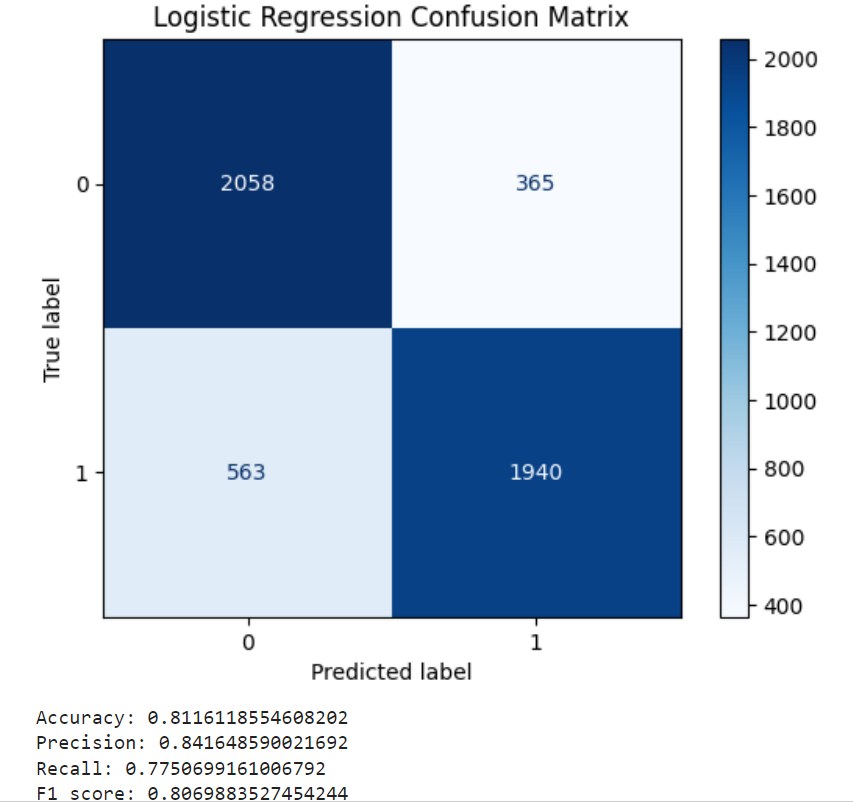 Logistic Regression Confusion Matrix
2000
1800
1600
1400
1200
1000
800
600
400
True label
0
2058
365
1
563
1940
0
1
Predicted label
Accuracy: 0.8116118554608202
Precision: 0.841648590021692
Recall: 0.7750699161006792
F1 score: 0.8069883527454244